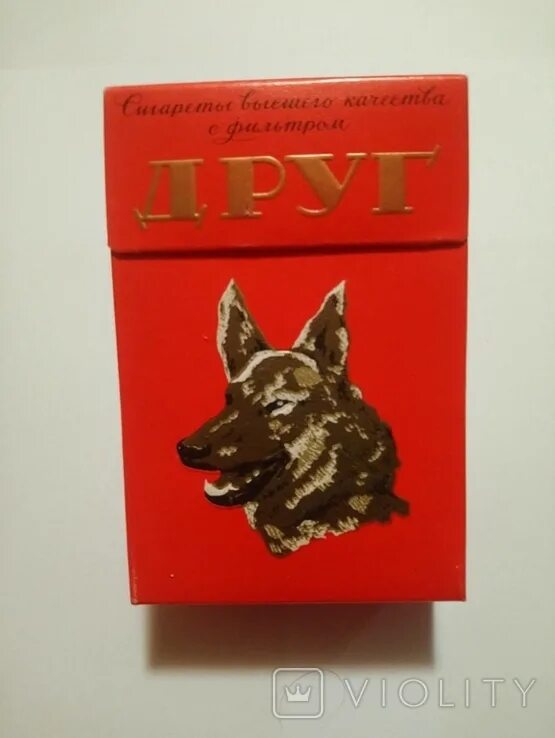 Сигареты высшего качества
с фильтром
ДРУГ
VIOLITY